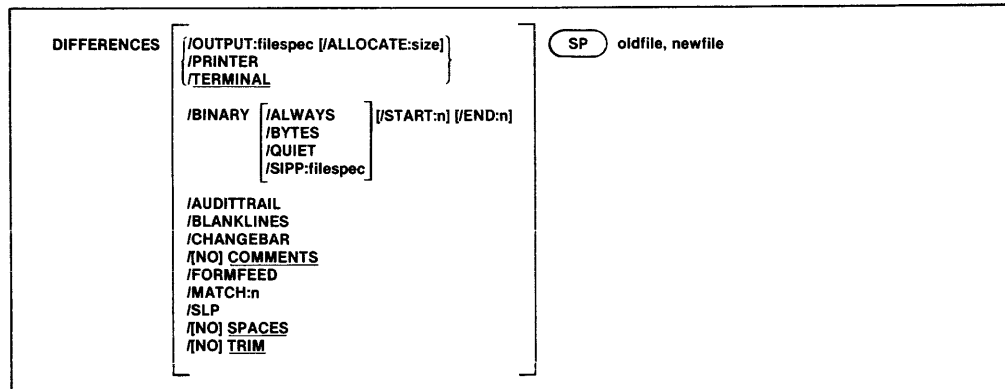 DIFFERENCES /OUTPUT:filespec [/ALLOCATE:size] SP oldfile, newfile
/PRINTER
/TERMINAL
/BINARY /ALWAYS [/START:n] [/END:n]
/BYTES
/QUIET
/SIPP:filespec
/AUDITTRAIL
/BLANKLINES
/CHANGEBAR
/[NO] COMMENTS
/FORMFEED
/MATCH:n
/SLP
/[NO] SPACES
/[NO] TRIM